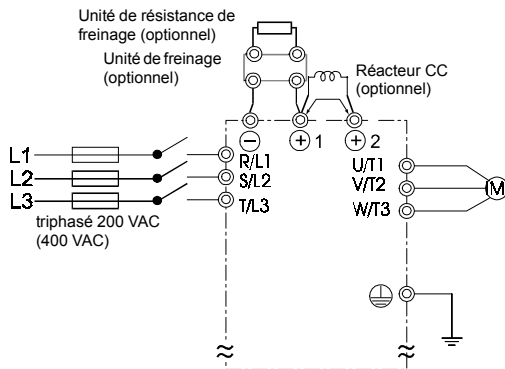 Unité de résistance de
freinage (optionnel)
Unité de freinage
(optionnel)
Réacteur CC
(optionnel)
− + 1 + 2
L1
L2
L3
R/L1
S/L2
T/L3
triphasé 200 VAC
(400 VAC)
U/T1
V/T2
W/T3
M